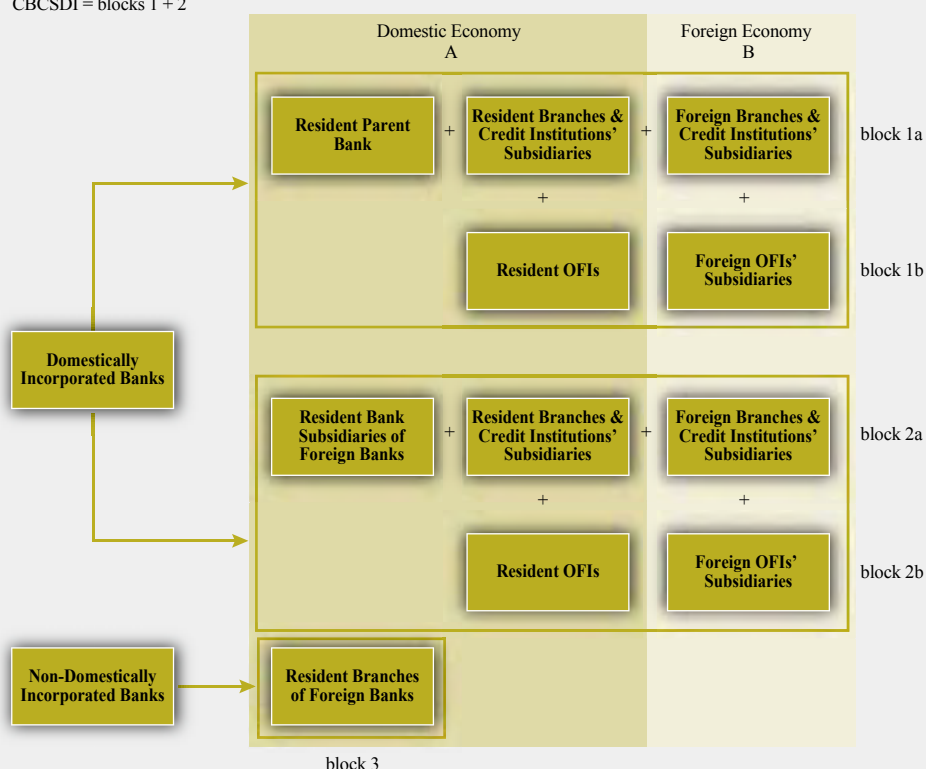 CBCSDI = blocks 1 + 2
Domestic Economy
A
Foreign Economy
B
Resident Parent
Bank
+
Resident Branches &
Credit Institutions'
Subsidiaries
+
Foreign Branches &
Credit Institutions'
Subsidiaries
block 1a
+
+
Resident OFIs
Foreign OFIs'
Subsidiaries
block 1b
Domestically
Incorporated Banks
Resident Bank
Subsidiaries of
Foreign Banks
+
Resident Branches &
Credit Institutions'
Subsidiaries
+
Foreign Branches &
Credit Institutions'
Subsidiaries
block 2a
+
+
Resident OFIs
Foreign OFIs'
Subsidiaries
block 2b
Non-Domestically
Incorporated Banks
Resident Branches
of Foreign Banks
block 3